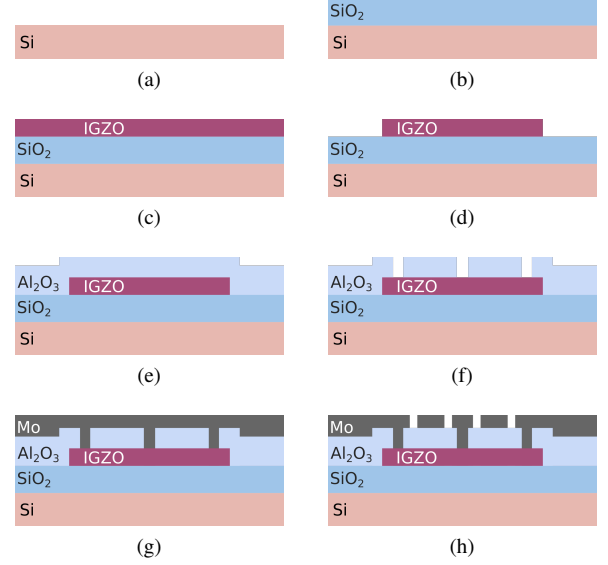 Si
(a)
SiO₂
Si
(b)
IGZO
SiO₂
Si
(c)
IGZO
SiO₂
Si
(d)
Al₂O₃
IGZO
SiO₂
Si
(e)
Al₂O₃
IGZO
SiO₂
Si
(f)
Mo
Al₂O₃
IGZO
SiO₂
Si
(g)
Mo
Al₂O₃
IGZO
SiO₂
Si
(h)